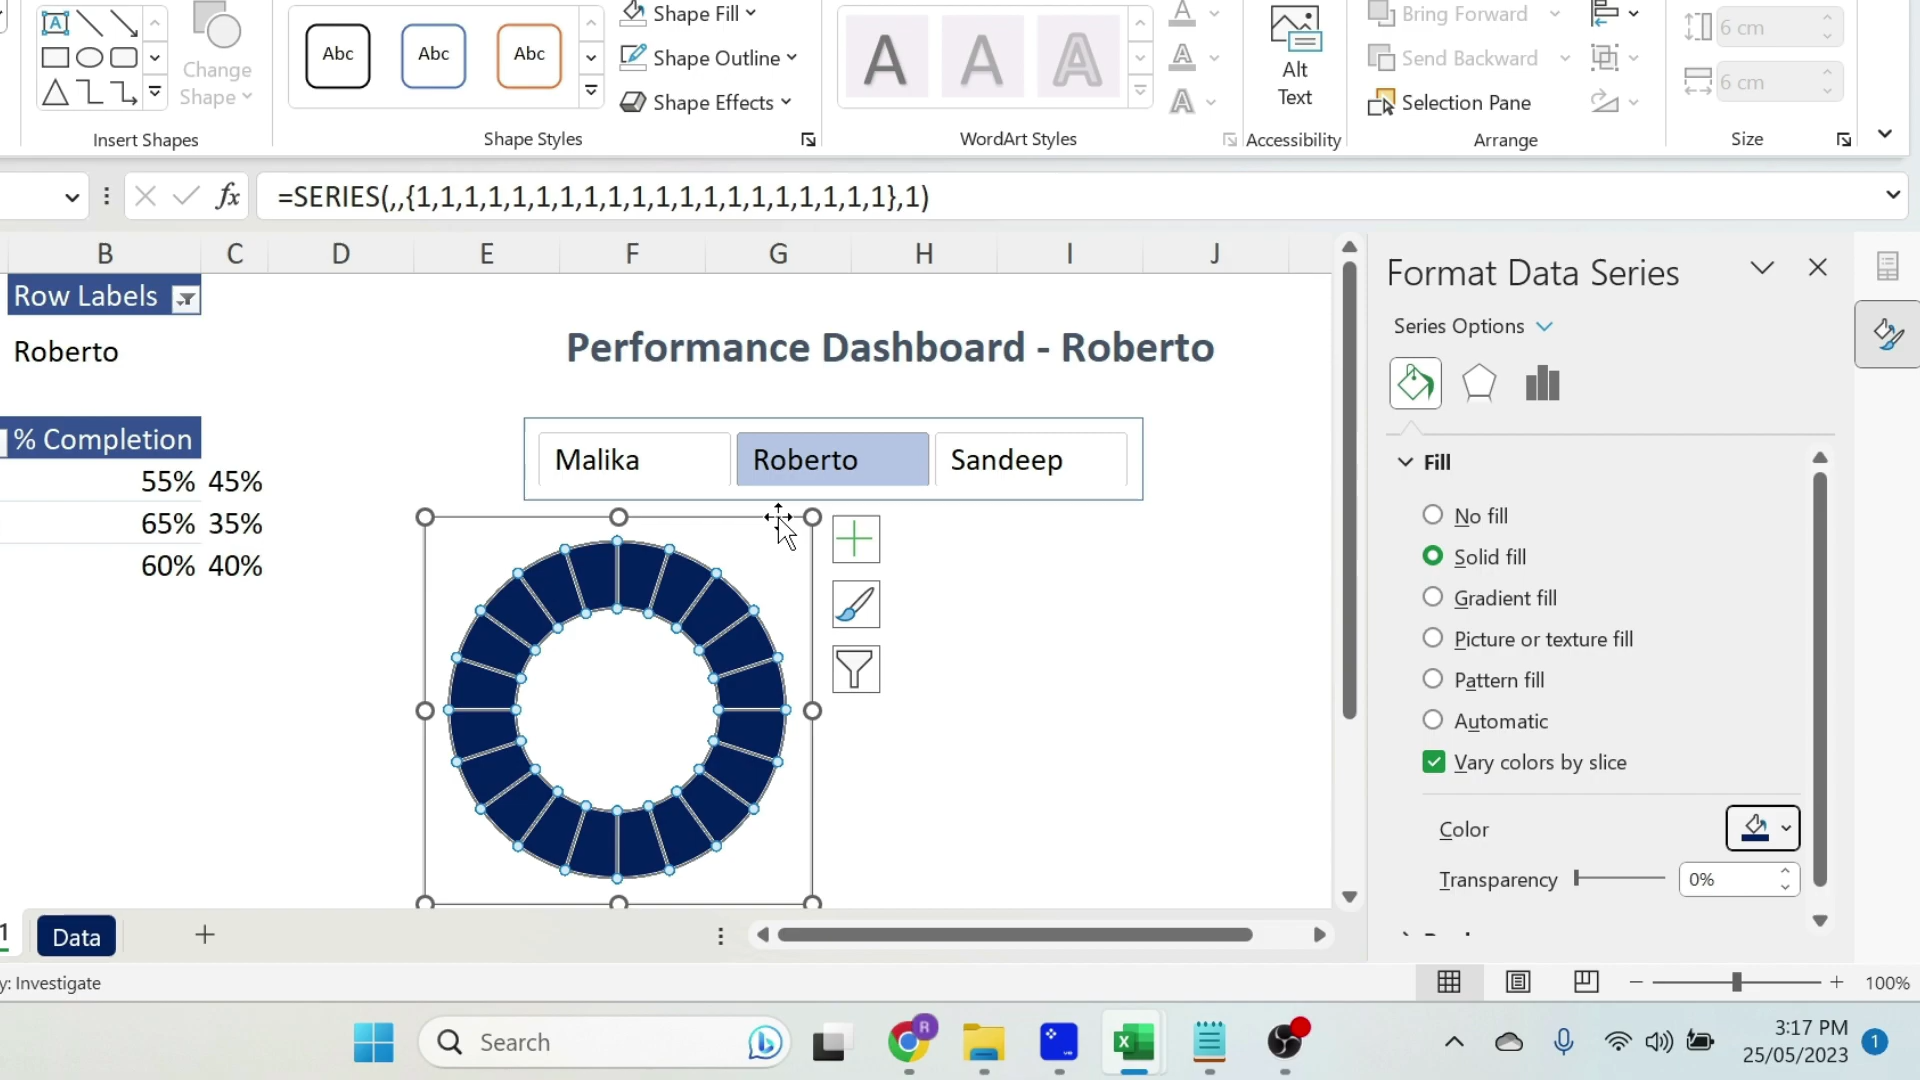 Change
Shape
Insert Shapes
Abc
Abc
Abc
Shape Fill
Shape Outline
Shape Effects
Shape Styles
A
A
A
A
A
A
WordArt Styles
Alt
Text
Accessibility
Bring Forward
Send Backward
Selection Pane
Arrange
6 cm
6 cm
Size
fx
=SERIES(,,{1,1,1,1,1,1,1,1,1,1,1,1,1,1,1,1,1,1,1,1},1)
B C D E F G H I J
Row Labels
Roberto
% Completion
55% 45%
65% 35%
60% 40%
Performance Dashboard - Roberto
Malika
Roberto
Sandeep
Format Data Series
Series Options
Fill
No fill
Solid fill
Gradient fill
Picture or texture fill
Pattern fill
Automatic
Vary colors by slice
Color
Transparency
0%
1
Data
y: Investigate
100%
Search
R
3:17 PM
25/05/2023
1